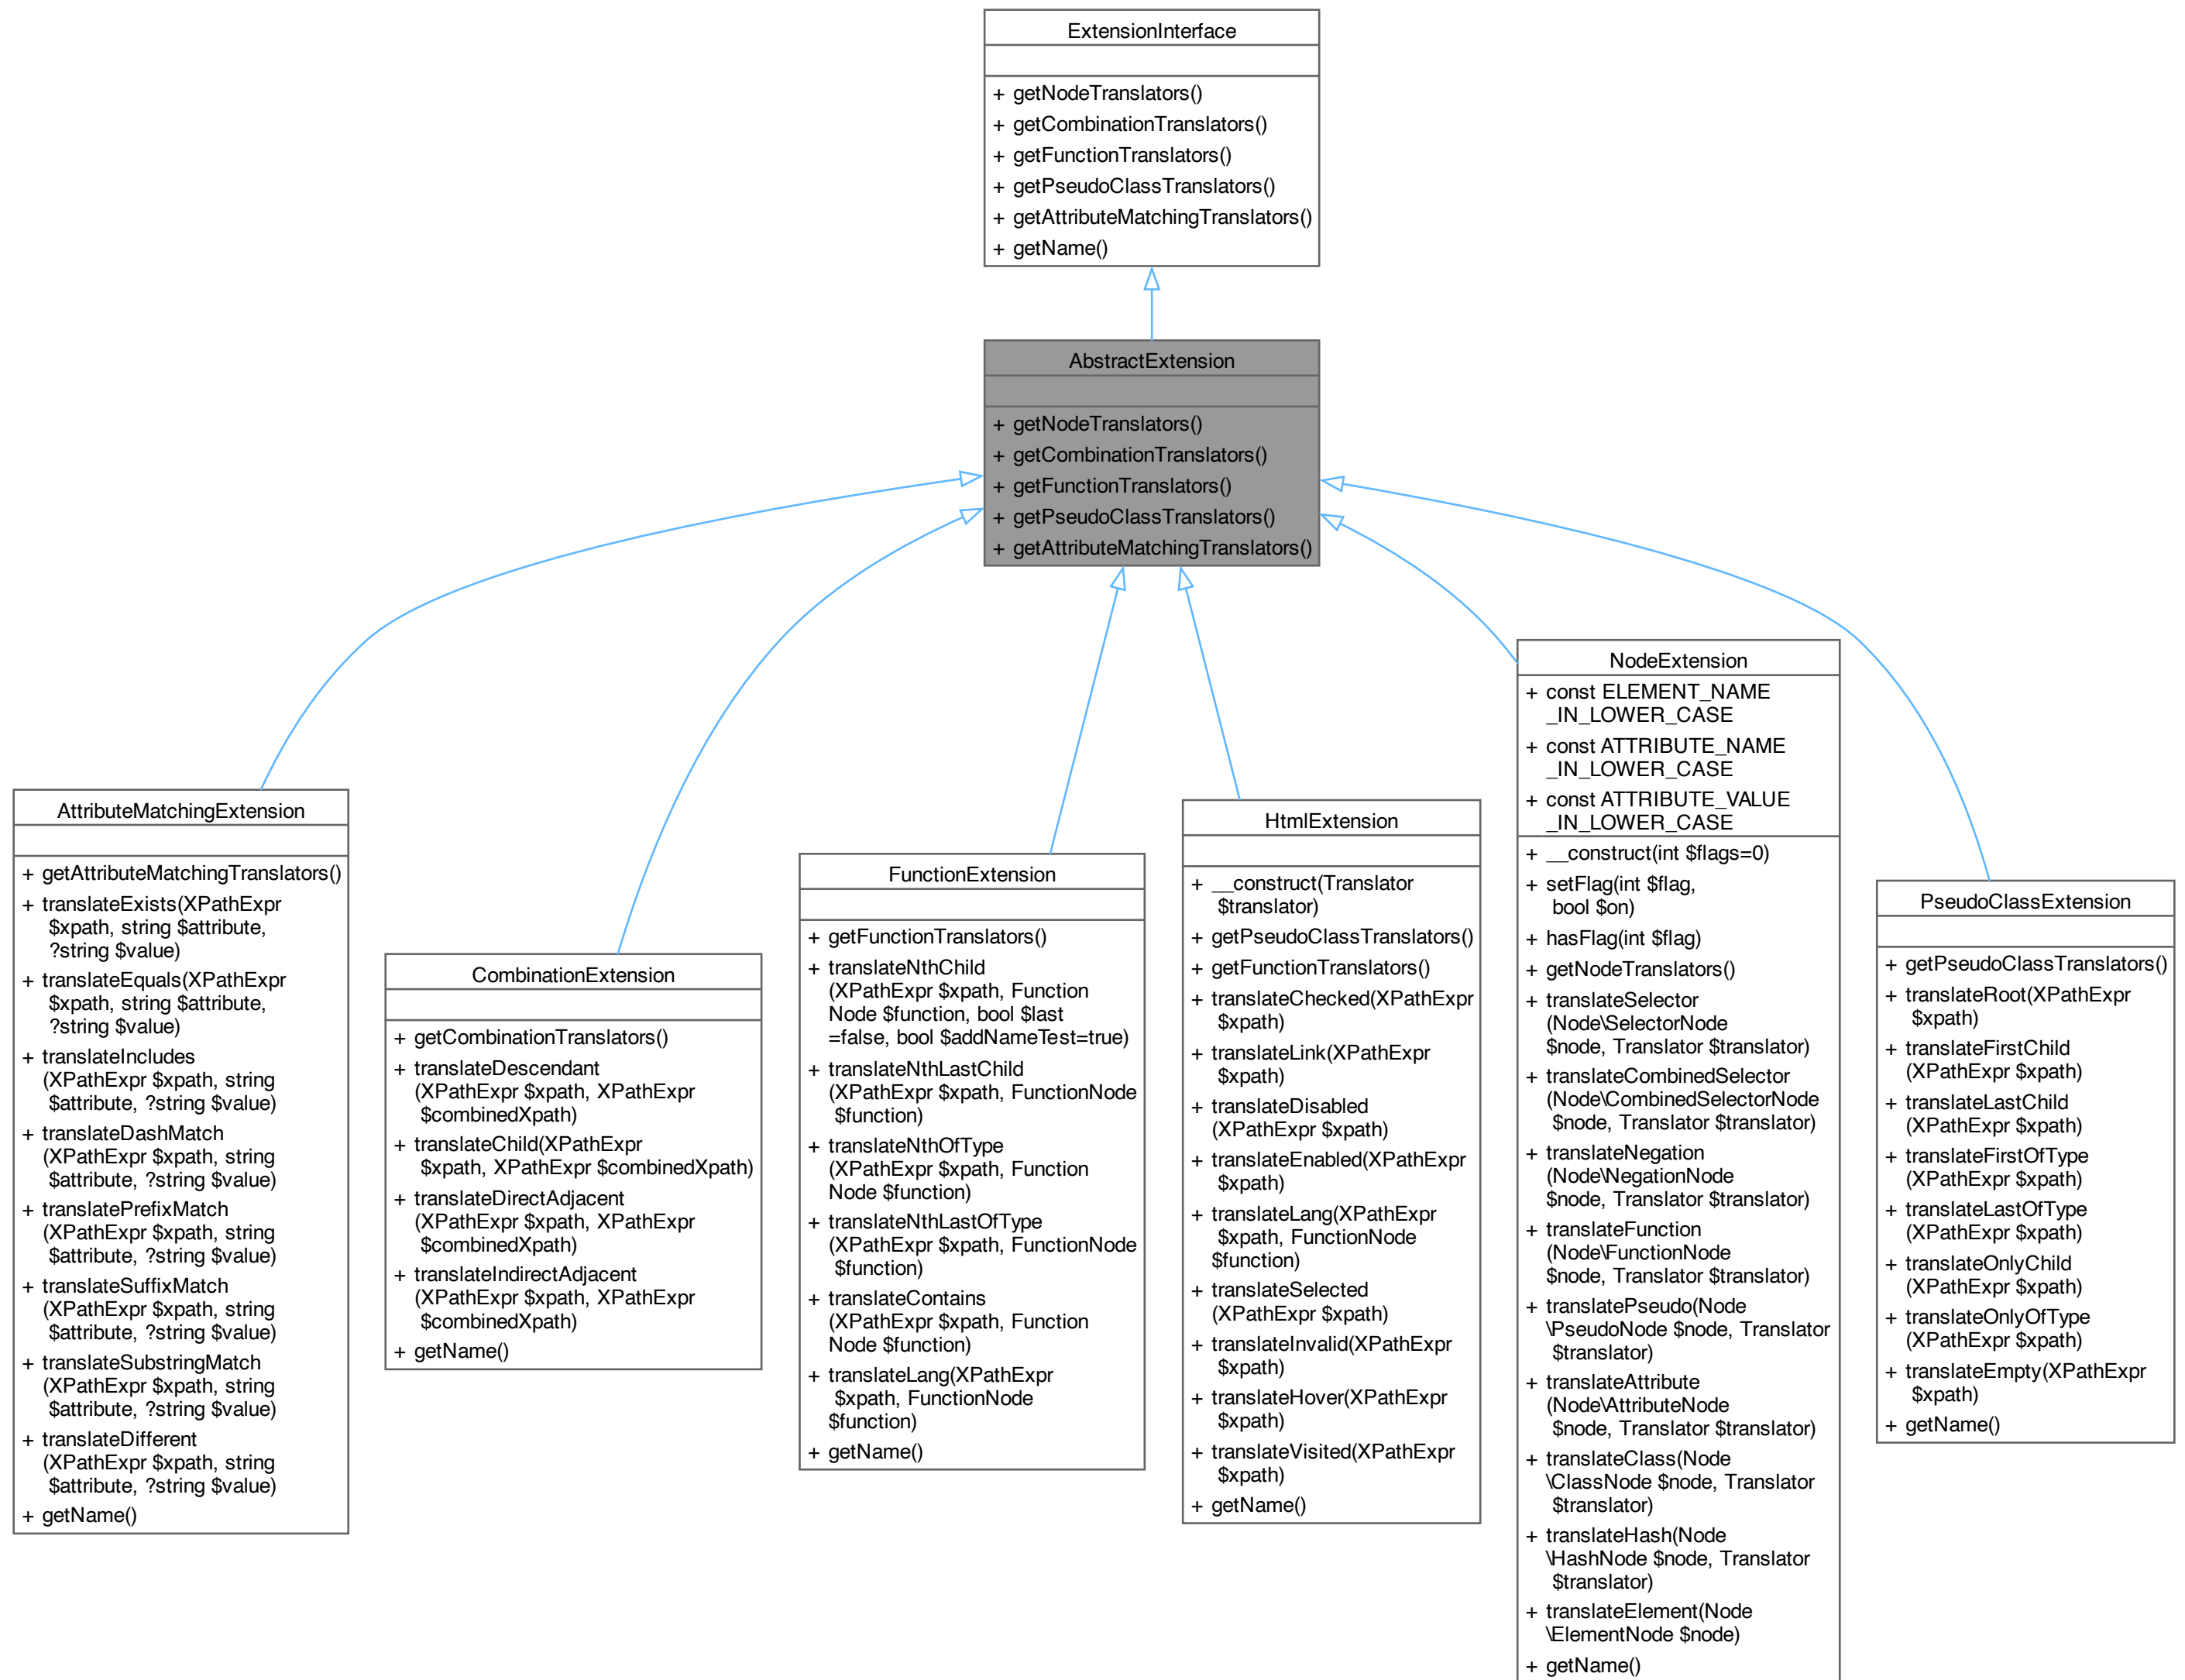 ExtensionInterface
+ getNodeTranslators()
+ getCombinationTranslators()
+ getFunctionTranslators()
+ getPseudoClassTranslators()
+ getAttributeMatchingTranslators()
+ getName()
AbstractExtension
+ getNodeTranslators()
+ getCombinationTranslators()
+ getFunctionTranslators()
+ getPseudoClassTranslators()
+ getAttributeMatchingTranslators()
AttributeMatchingExtension
+ getAttributeMatchingTranslators()
+ translateExists(XPathExpr
$xpath, string $attribute,
?string $value)
+ translateEquals(XPathExpr
$xpath, string $attribute,
?string $value)
+ translateIncludes
(XPathExpr $xpath, string
$attribute, ?string $value)
+ translateDashMatch
(XPathExpr $xpath, string
$attribute, ?string $value)
+ translatePrefixMatch
(XPathExpr $xpath, string
$attribute, ?string $value)
+ translateSuffixMatch
(XPathExpr $xpath, string
$attribute, ?string $value)
+ translateSubstringMatch
(XPathExpr $xpath, string
$attribute, ?string $value)
+ translateDifferent
(XPathExpr $xpath, string
$attribute, ?string $value)
+ getName()
CombinationExtension
+ getCombinationTranslators()
+ translateDescendant
(XPathExpr $xpath, XPathExpr
$combinedXpath)
+ translateChild(XPathExpr
$xpath, XPathExpr $combinedXpath)
+ translateDirectAdjacent
(XPathExpr $xpath, XPathExpr
$combinedXpath)
+ translateIndirectAdjacent
(XPathExpr $xpath, XPathExpr
$combinedXpath)
+ getName()
FunctionExtension
+ getFunctionTranslators()
+ translateNthChild
(XPathExpr $xpath, Function
Node $function, bool $last
=false, bool $addNameTest=true)
+ translateNthLastChild
(XPathExpr $xpath, FunctionNode
$function)
+ translateNthOfType
(XPathExpr $xpath, Function
Node $function)
+ translateNthLastOfType
(XPathExpr $xpath, FunctionNode
$function)
+ translateContains
(XPathExpr $xpath, Function
Node $function)
+ translateLang(XPathExpr
$xpath, FunctionNode
$function)
+ getName()
HtmlExtension
+ __construct(Translator
$translator)
+ getPseudoClassTranslators()
+ getFunctionTranslators()
+ translateChecked(XPathExpr
$xpath)
+ translateLink(XPathExpr
$xpath)
+ translateDisabled
(XPathExpr $xpath)
+ translateEnabled(XPathExpr
$xpath)
+ translateLang(XPathExpr
$xpath, FunctionNode
$function)
+ translateSelected
(XPathExpr $xpath)
+ translateInvalid(XPathExpr
$xpath)
+ translateHover(XPathExpr
$xpath)
+ translateVisited(XPathExpr
$xpath)
+ getName()
NodeExtension
+ const ELEMENT_NAME
_IN_LOWER_CASE
+ const ATTRIBUTE_NAME
_IN_LOWER_CASE
+ const ATTRIBUTE_VALUE
_IN_LOWER_CASE
+ __construct(int $flags=0)
+ setFlag(int $flag,
bool $on)
+ hasFlag(int $flag)
+ getNodeTranslators()
+ translateSelector
(Node\SelectorNode
$node, Translator $translator)
+ translateCombinedSelector
(Node\CombinedSelectorNode
$node, Translator $translator)
+ translateNegation
(Node\NegationNode
$node, Translator $translator)
+ translateFunction
(Node\FunctionNode
$node, Translator $translator)
+ translatePseudo(Node
\PseudoNode $node, Translator
$translator)
+ translateAttribute
(Node\AttributeNode
$node, Translator $translator)
+ translateClass(Node
\ClassNode $node, Translator
$translator)
+ translateHash(Node
\HashNode $node, Translator
$translator)
+ translateElement(Node
\ElementNode $node)
+ getName()
PseudoClassExtension
+ getPseudoClassTranslators()
+ translateRoot(XPathExpr
$xpath)
+ translateFirstChild
(XPathExpr $xpath)
+ translateLastChild
(XPathExpr $xpath)
+ translateFirstOfType
(XPathExpr $xpath)
+ translateLastOfType
(XPathExpr $xpath)
+ translateOnlyChild
(XPathExpr $xpath)
+ translateOnlyOfType
(XPathExpr $xpath)
+ translateEmpty(XPathExpr
$xpath)
+ getName()